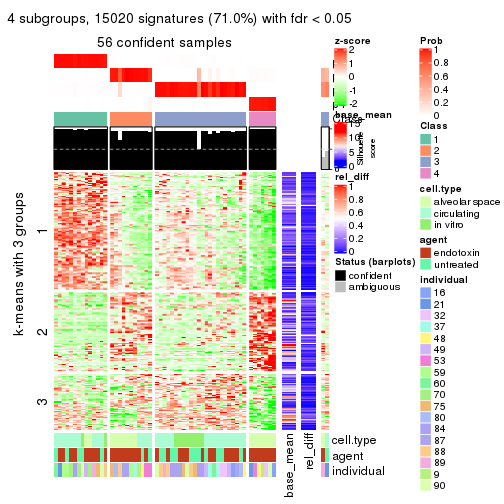 4 subgroups, 15020 signatures (71.0%) with fdr < 0.05
56 confident samples
k-means with 3 groups
1
2
3
base_mean
rel_diff
cell.type
agent
individual
z-score
2
1
0
-1
-2
base_mean
15
10
5
0
Silhouette
score
rel_diff
1
0.8
0.6
0.4
0.2
0
Status (barplots)
confident
ambiguous
Prob
1
0.8
0.6
0.4
0.2
0
Class
1
2
3
4
cell.type
alveolar space
circulating
in vitro
agent
endotoxin
untreated
individual
16
21
32
37
48
49
53
59
60
70
75
80
84
87
88
89
9
90